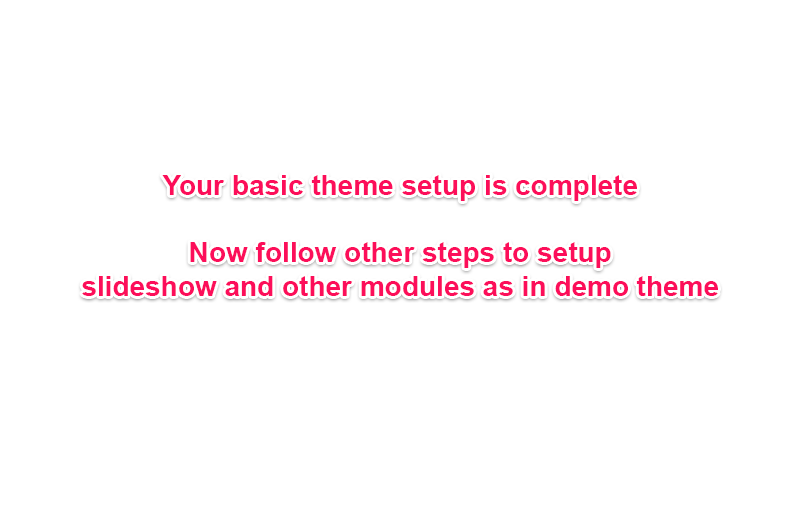 Your basic theme setup is complete
Now follow other steps to setup
slideshow and other modules as in demo theme